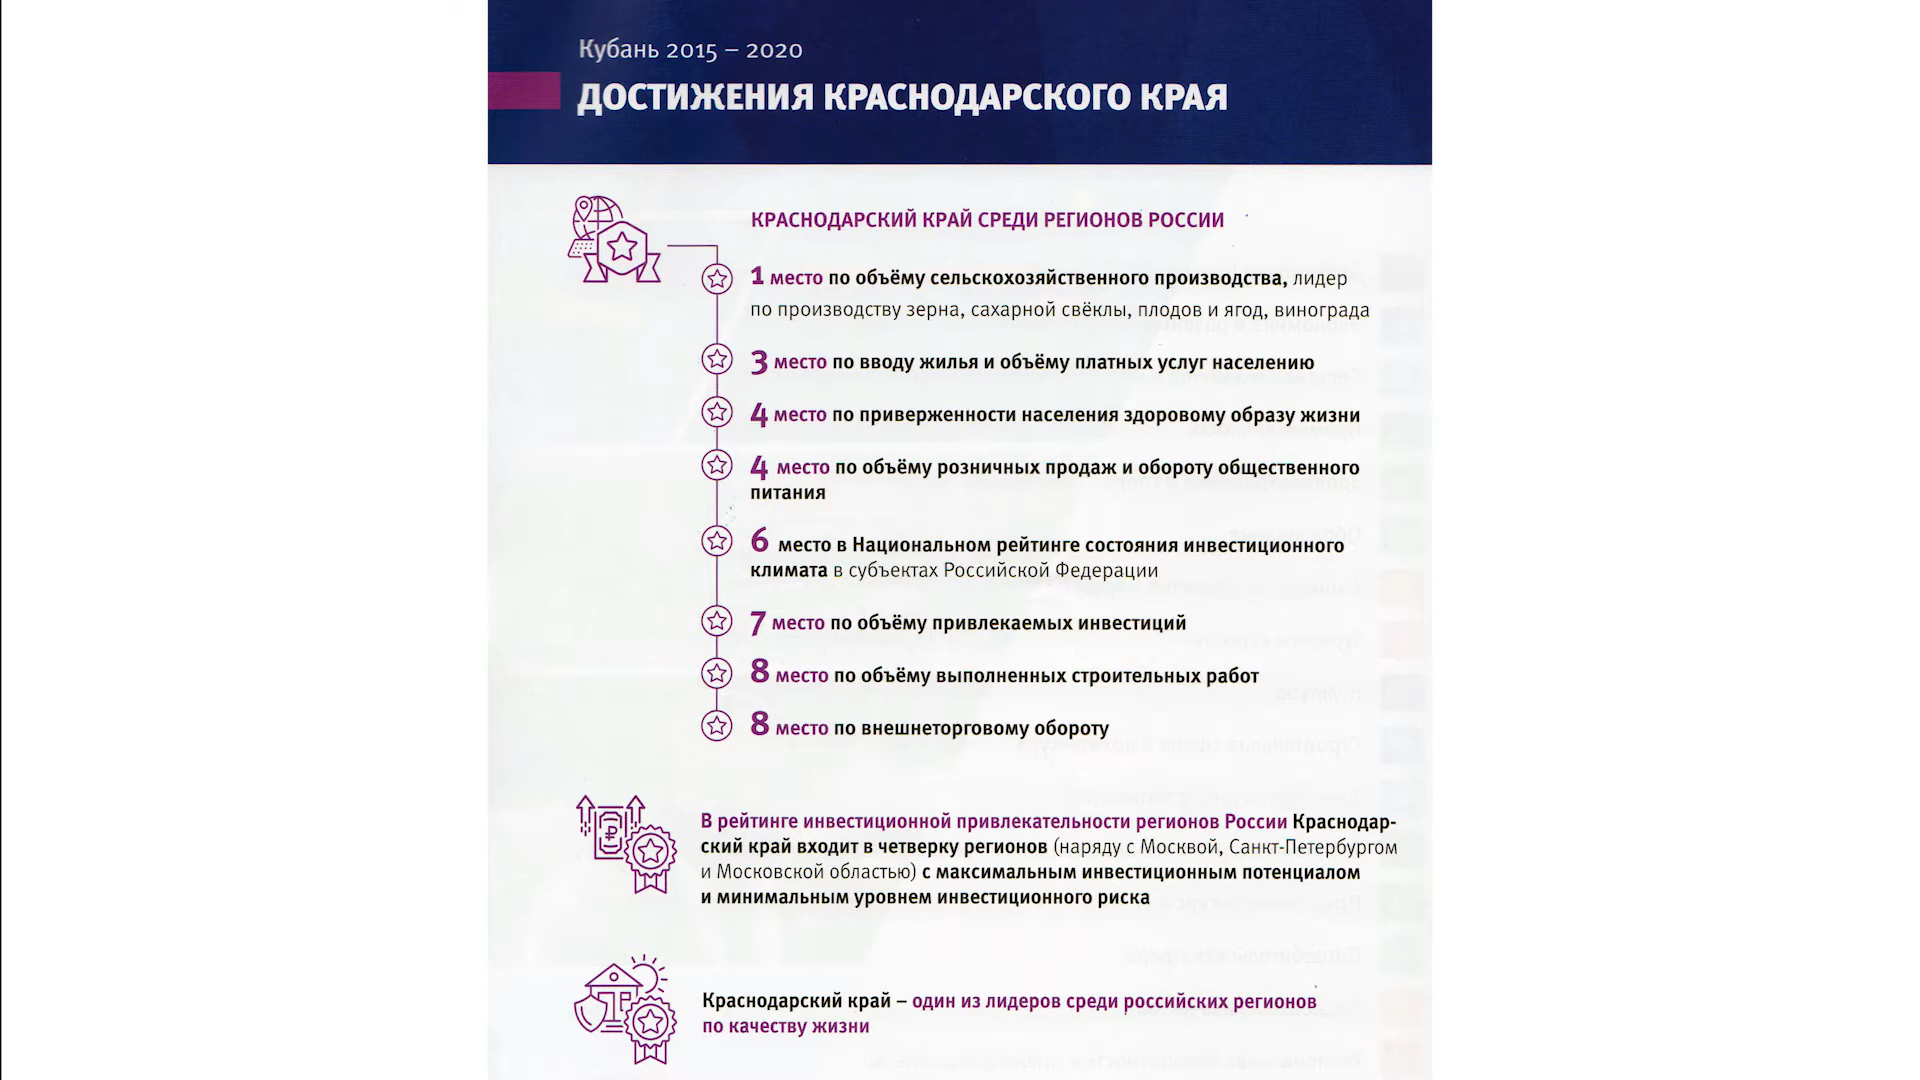 Кубань 2015 – 2020
ДОСТИЖЕНИЯ КРАСНОДАРСКОГО КРАЯ
КРАСНОДАРСКИЙ КРАЙ СРЕДИ РЕГИОНОВ РОССИИ
1 место по объёму сельскохозяйственного производства, лидер
по производству зерна, сахарной свёклы, плодов и ягод, винограда
3 место по вводу жилья и объёму платных услуг населению
4 место по приверженности населения здоровому образу жизни
4 место по объёму розничных продаж и обороту общественного
питания
6 место в Национальном рейтинге состояния инвестиционного
климата в субъектах Российской Федерации
7 место по объёму привлекаемых инвестиций
8 место по объёму выполненных строительных работ
8 место по внешнеторговому обороту
В рейтинге инвестиционной привлекательности регионов России Краснодар-
ский край входит в четверку регионов (наряду с Москвой, Санкт-Петербургом
и Московской областью) с максимальным инвестиционным потенциалом
и минимальным уровнем инвестиционного риска
Краснодарский край – один из лидеров среди российских регионов
по качеству жизни